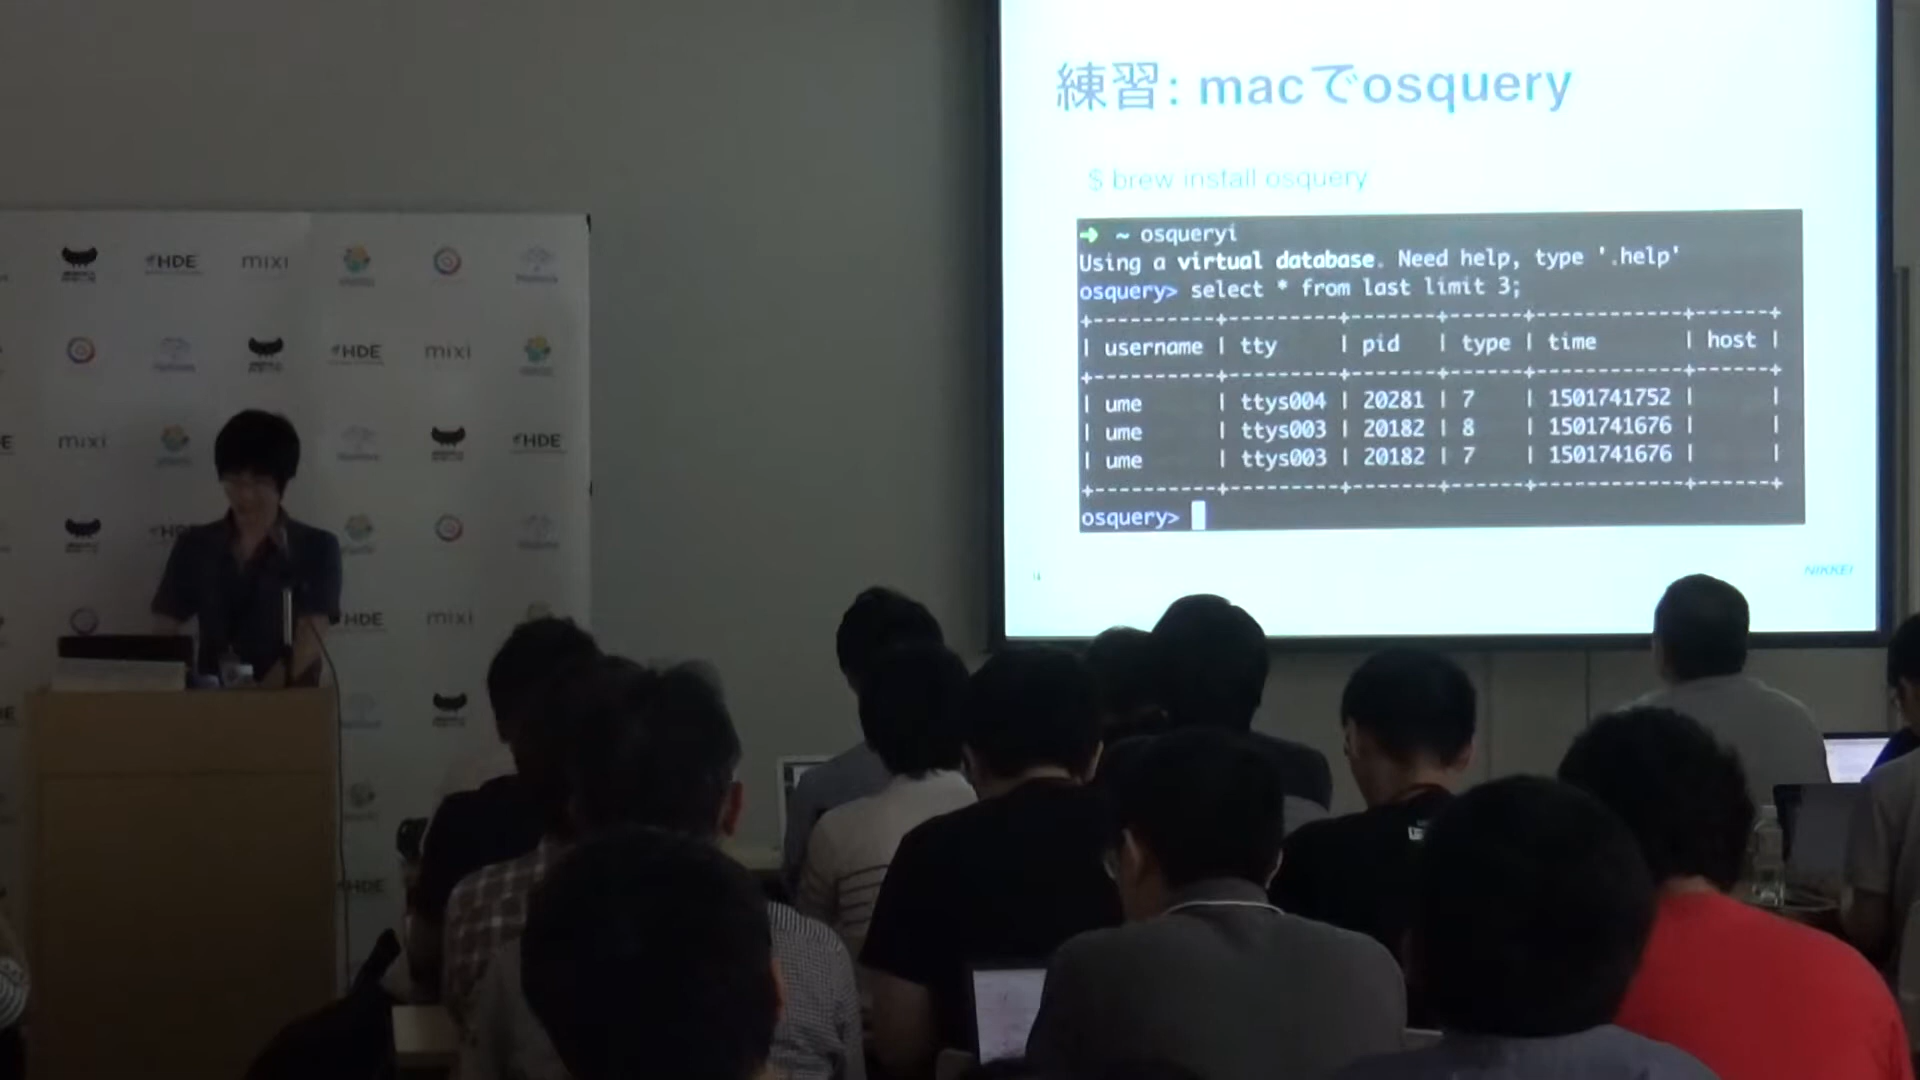 練習: macでosquery
$ brew install osquery
➜ ~ osqueryi
Using a virtual database. Need help, type '.help'
osquery> select * from last limit 3;
+----------+---------+-------+------+------------+------+
| username | tty | pid | type | time | host |
+----------+---------+-------+------+------------+------+
| ume | ttys004 | 20281 | 7 | 1501741752 | |
| ume | ttys003 | 20182 | 8 | 1501741676 | |
| ume | ttys003 | 20182 | 7 | 1501741676 | |
+----------+---------+-------+------+------------+------+
osquery>
NIKKEI
HDE mixi
HDE mixi
mixi HDE
HDE
HDE mixi
HDE